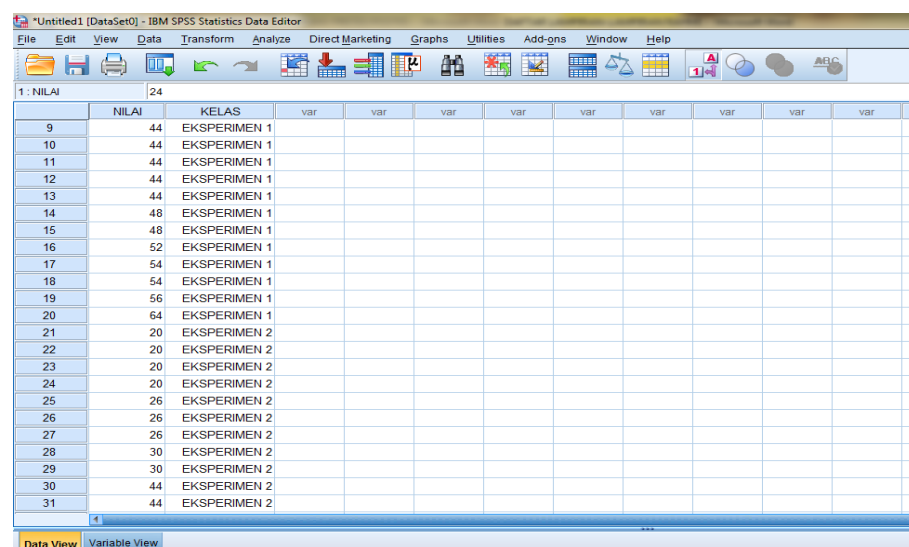 *Untitled1 [DataSet0] - IBM SPSS Statistics Data Editor
File Edit View Data Transform Analyze Direct Marketing Graphs Utilities Add-ons Window Help
1 : NILAI 24
NILAI KELAS var var var var var var var var var
9 44 EKSPERIMEN 1
10 44 EKSPERIMEN 1
11 44 EKSPERIMEN 1
12 44 EKSPERIMEN 1
13 44 EKSPERIMEN 1
14 48 EKSPERIMEN 1
15 48 EKSPERIMEN 1
16 52 EKSPERIMEN 1
17 54 EKSPERIMEN 1
18 54 EKSPERIMEN 1
19 56 EKSPERIMEN 1
20 64 EKSPERIMEN 1
21 20 EKSPERIMEN 2
22 20 EKSPERIMEN 2
23 20 EKSPERIMEN 2
24 20 EKSPERIMEN 2
25 26 EKSPERIMEN 2
26 26 EKSPERIMEN 2
27 26 EKSPERIMEN 2
28 30 EKSPERIMEN 2
29 30 EKSPERIMEN 2
30 44 EKSPERIMEN 2
31 44 EKSPERIMEN 2
Data View Variable View